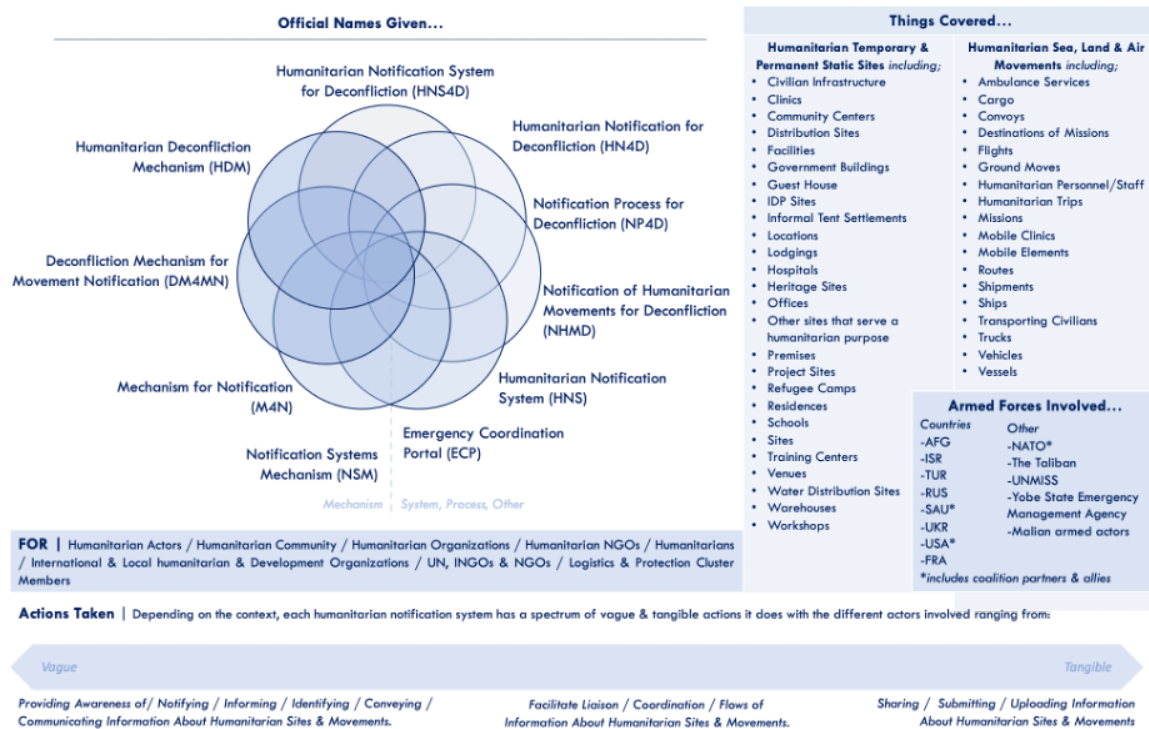 Official Names Given...
Humanitarian Notification System
for Deconfliction (HNS4D)
Humanitarian Notification for
Deconfliction (HN4D)
Humanitarian Deconfliction
Mechanism (HDM)
Notification Process for
Deconfliction (NP4D)
Deconfliction Mechanism for
Movement Notification (DM4MN)
Notification of Humanitarian
Movements for Deconfliction
(NHMD)
Mechanism for Notification
(M4N)
Humanitarian Notification
System (HNS)
Emergency Coordination
Portal (ECP)
Notification Systems
Mechanism (NSM)
Mechanism
System, Process, Other
Things Covered...
Humanitarian Temporary &
Permanent Static Sites including;
• Civilian Infrastructure
• Clinics
• Community Centers
• Distribution Sites
• Facilities
• Government Buildings
• Guest House
• IDP Sites
• Informal Tent Settlements
• Locations
• Lodgings
• Hospitals
• Heritage Sites
• Offices
• Other sites that serve a
humanitarian purpose
• Premises
• Project Sites
• Refugee Camps
• Residences
• Schools
• Sites
• Training Centers
• Venues
• Water Distribution Sites
• Warehouses
• Workshops
Humanitarian Sea, Land & Air
Movements including;
• Ambulance Services
• Cargo
• Convoys
• Destinations of Missions
• Flights
• Ground Moves
• Humanitarian Personnel/Staff
• Humanitarian Trips
• Missions
• Mobile Clinics
• Mobile Elements
• Routes
• Shipments
• Ships
• Transporting Civilians
• Trucks
• Vehicles
• Vessels
Armed Forces Involved...
Countries
-AFG
-ISR
-TUR
-RUS
-SAU*
-UKR
-USA*
-FRA
Other
-NATO*
-The Taliban
-UNMISS
-Yobe State Emergency
Management Agency
-Malian armed actors
*includes coalition partners & allies
FOR | Humanitarian Actors / Humanitarian Community / Humanitarian Organizations / Humanitarian NGOs / Humanitarians
/ International & Local humanitarian & Development Organizations / UN, INGOs & NGOs / Logistics & Protection Cluster
Members
Actions Taken | Depending on the context, each humanitarian notification system has a spectrum of vague & tangible actions it does with the different actors involved ranging from:
Vague
Tangible
Providing Awareness of/ Notifying / Informing / Identifying / Conveying /
Communicating Information About Humanitarian Sites & Movements.
Facilitate Liaison / Coordination / Flows of
Information About Humanitarian Sites & Movements.
Sharing / Submitting / Uploading Information
About Humanitarian Sites & Movements